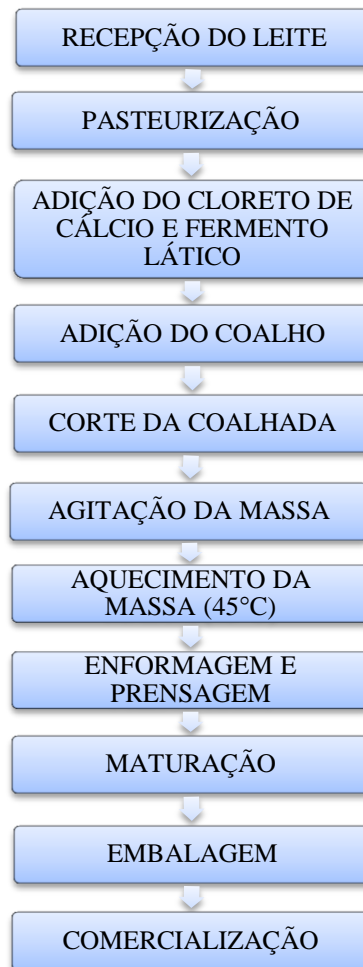 RECEPÇÃO DO LEITE
PASTEURIZAÇÃO
ADIÇÃO DO CLORETO DE
CÁLCIO E FERMENTO
LÁTICO
ADIÇÃO DO COALHO
CORTE DA COALHADA
AGITAÇÃO DA MASSA
AQUECIMENTO DA
MASSA (45°C)
ENFORMAGEM E
PRENSAGEM
MATURAÇÃO
EMBALAGEM
COMERCIALIZAÇÃO